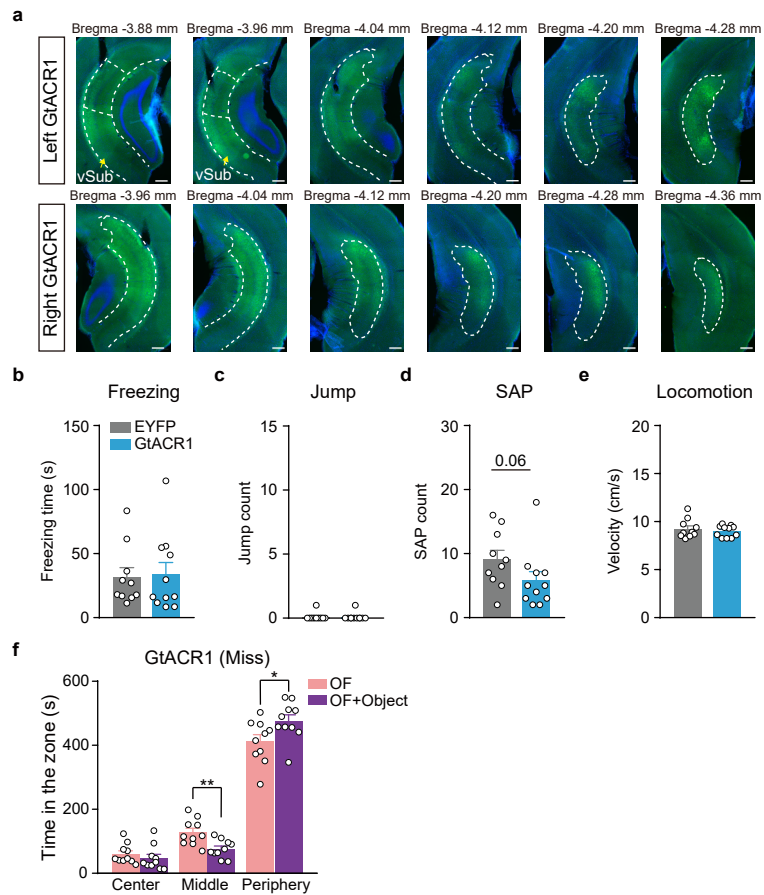 a
Bregma -3.88 mm Bregma -3.96 mm Bregma -4.04 mm Bregma -4.12 mm Bregma -4.20 mm Bregma -4.28 mm
Left GtACR1
vSub vSub
Bregma -3.96 mm Bregma -4.04 mm Bregma -4.12 mm Bregma -4.20 mm Bregma -4.28 mm Bregma -4.36 mm
Right GtACR1
b Freezing
EYFP
GtACR1
Freezing time (s)
150
100
50
0
c Jump
Jump count
15
10
5
0
d SAP
SAP count
30
20
10
0
0.06
e Locomotion
Velocity (cm/s)
20
15
10
5
0
f
GtACR1 (Miss)
OF
OF+Object
Time in the zone (s)
600
400
200
0
**
*
Center Middle Periphery